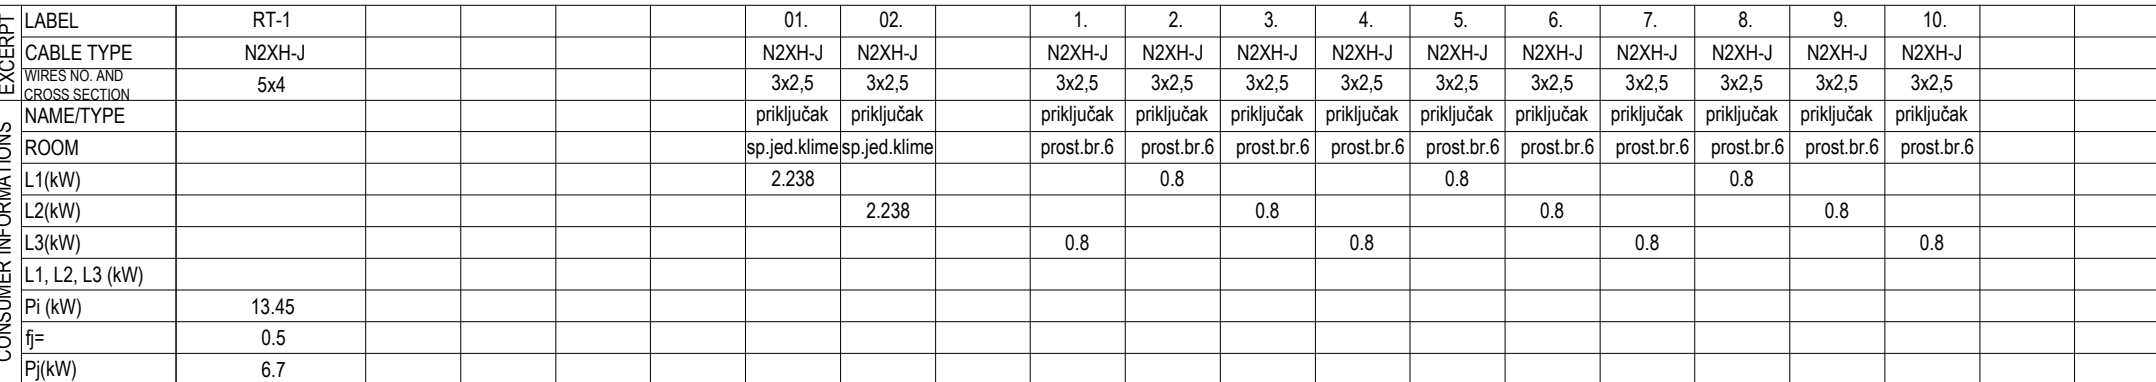 EXCERPT
LABEL RT-1 01. 02. 1. 2. 3. 4. 5. 6. 7. 8. 9. 10.
CABLE TYPE N2XH-J N2XH-J N2XH-J N2XH-J N2XH-J N2XH-J N2XH-J N2XH-J N2XH-J N2XH-J N2XH-J N2XH-J N2XH-J
WIRES NO. AND
CROSS SECTION 5x4 3x2,5 3x2,5 3x2,5 3x2,5 3x2,5 3x2,5 3x2,5 3x2,5 3x2,5 3x2,5 3x2,5 3x2,5
CONSUMER INFORMATIONS
NAME/TYPE priključak priključak priključak priključak priključak priključak priključak priključak priključak priključak priključak priključak
ROOM sp.jed.klime sp.jed.klime prost.br.6 prost.br.6 prost.br.6 prost.br.6 prost.br.6 prost.br.6 prost.br.6 prost.br.6 prost.br.6 prost.br.6
L1(kW) 2.238 0.8 0.8 0.8
L2(kW) 2.238 0.8 0.8 0.8
L3(kW) 0.8 0.8 0.8 0.8
L1, L2, L3 (kW)
Pi (kW) 13.45
fj= 0.5
Pj(kW) 6.7